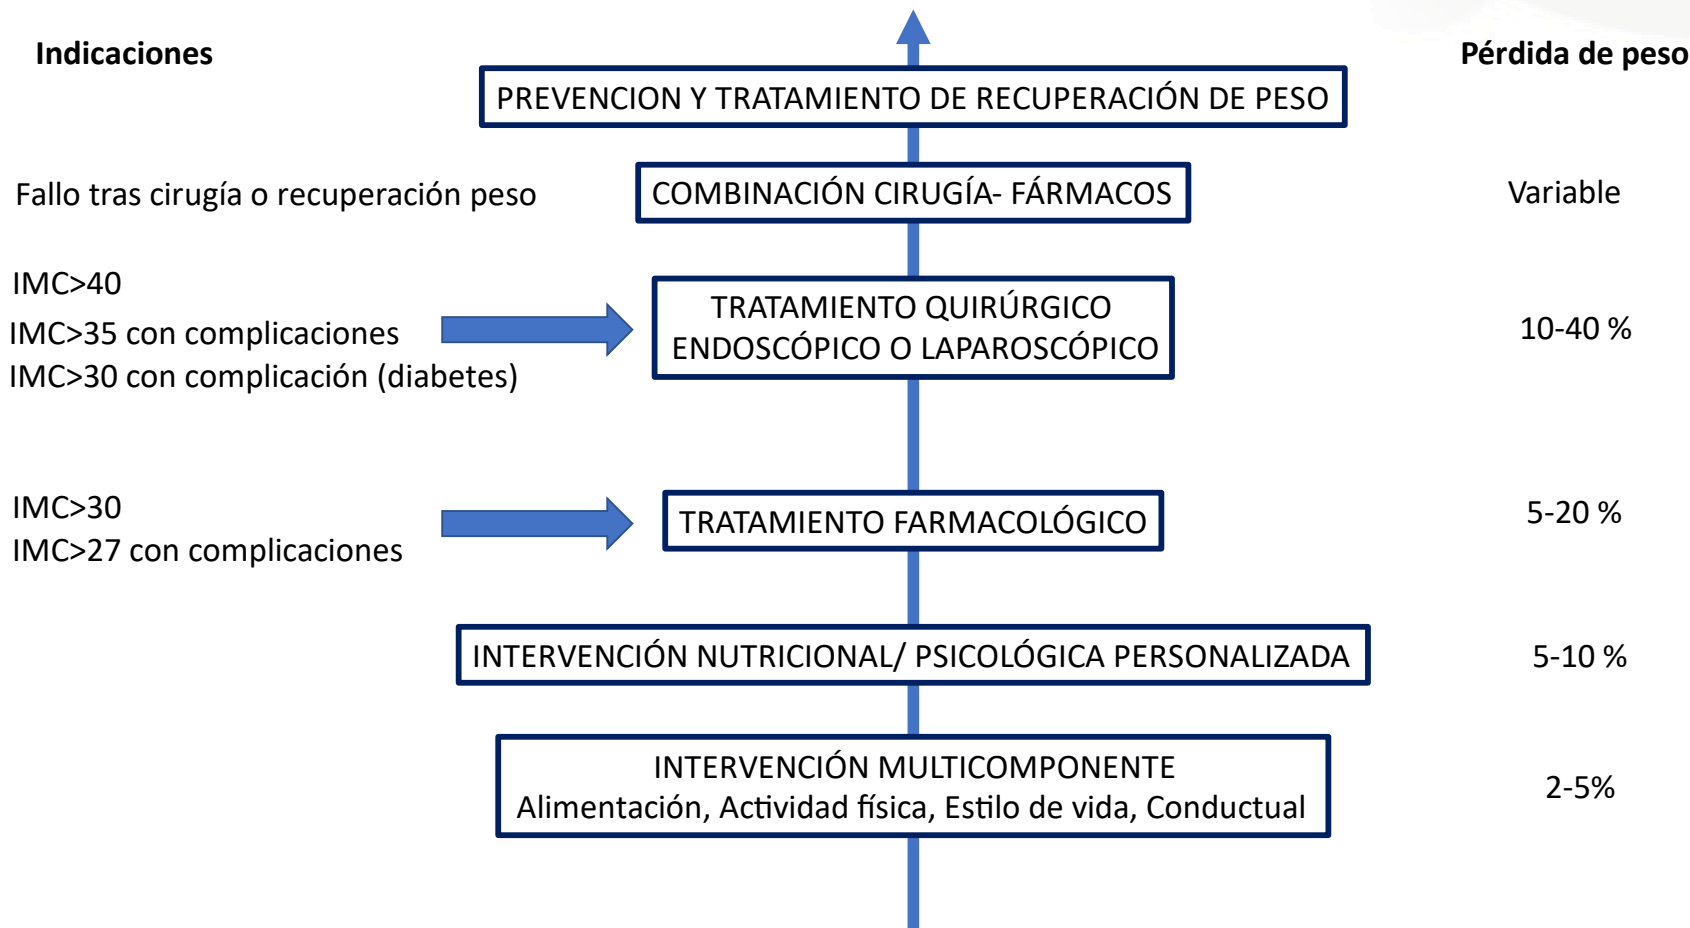 Indicaciones
Pérdida de peso
PREVENCION Y TRATAMIENTO DE RECUPERACIÓN DE PESO
Fallo tras cirugía o recuperación peso
COMBINACIÓN CIRUGÍA- FÁRMACOS
Variable
IMC>40
IMC>35 con complicaciones
IMC>30 con complicación (diabetes)
TRATAMIENTO QUIRÚRGICO
ENDOSCÓPICO O LAPAROSCÓPICO
10-40 %
IMC>30
IMC>27 con complicaciones
TRATAMIENTO FARMACOLÓGICO
5-20 %
INTERVENCIÓN NUTRICIONAL/ PSICOLÓGICA PERSONALIZADA
5-10 %
INTERVENCIÓN MULTICOMPONENTE
Alimentación, Actividad física, Estilo de vida, Conductual
2-5%